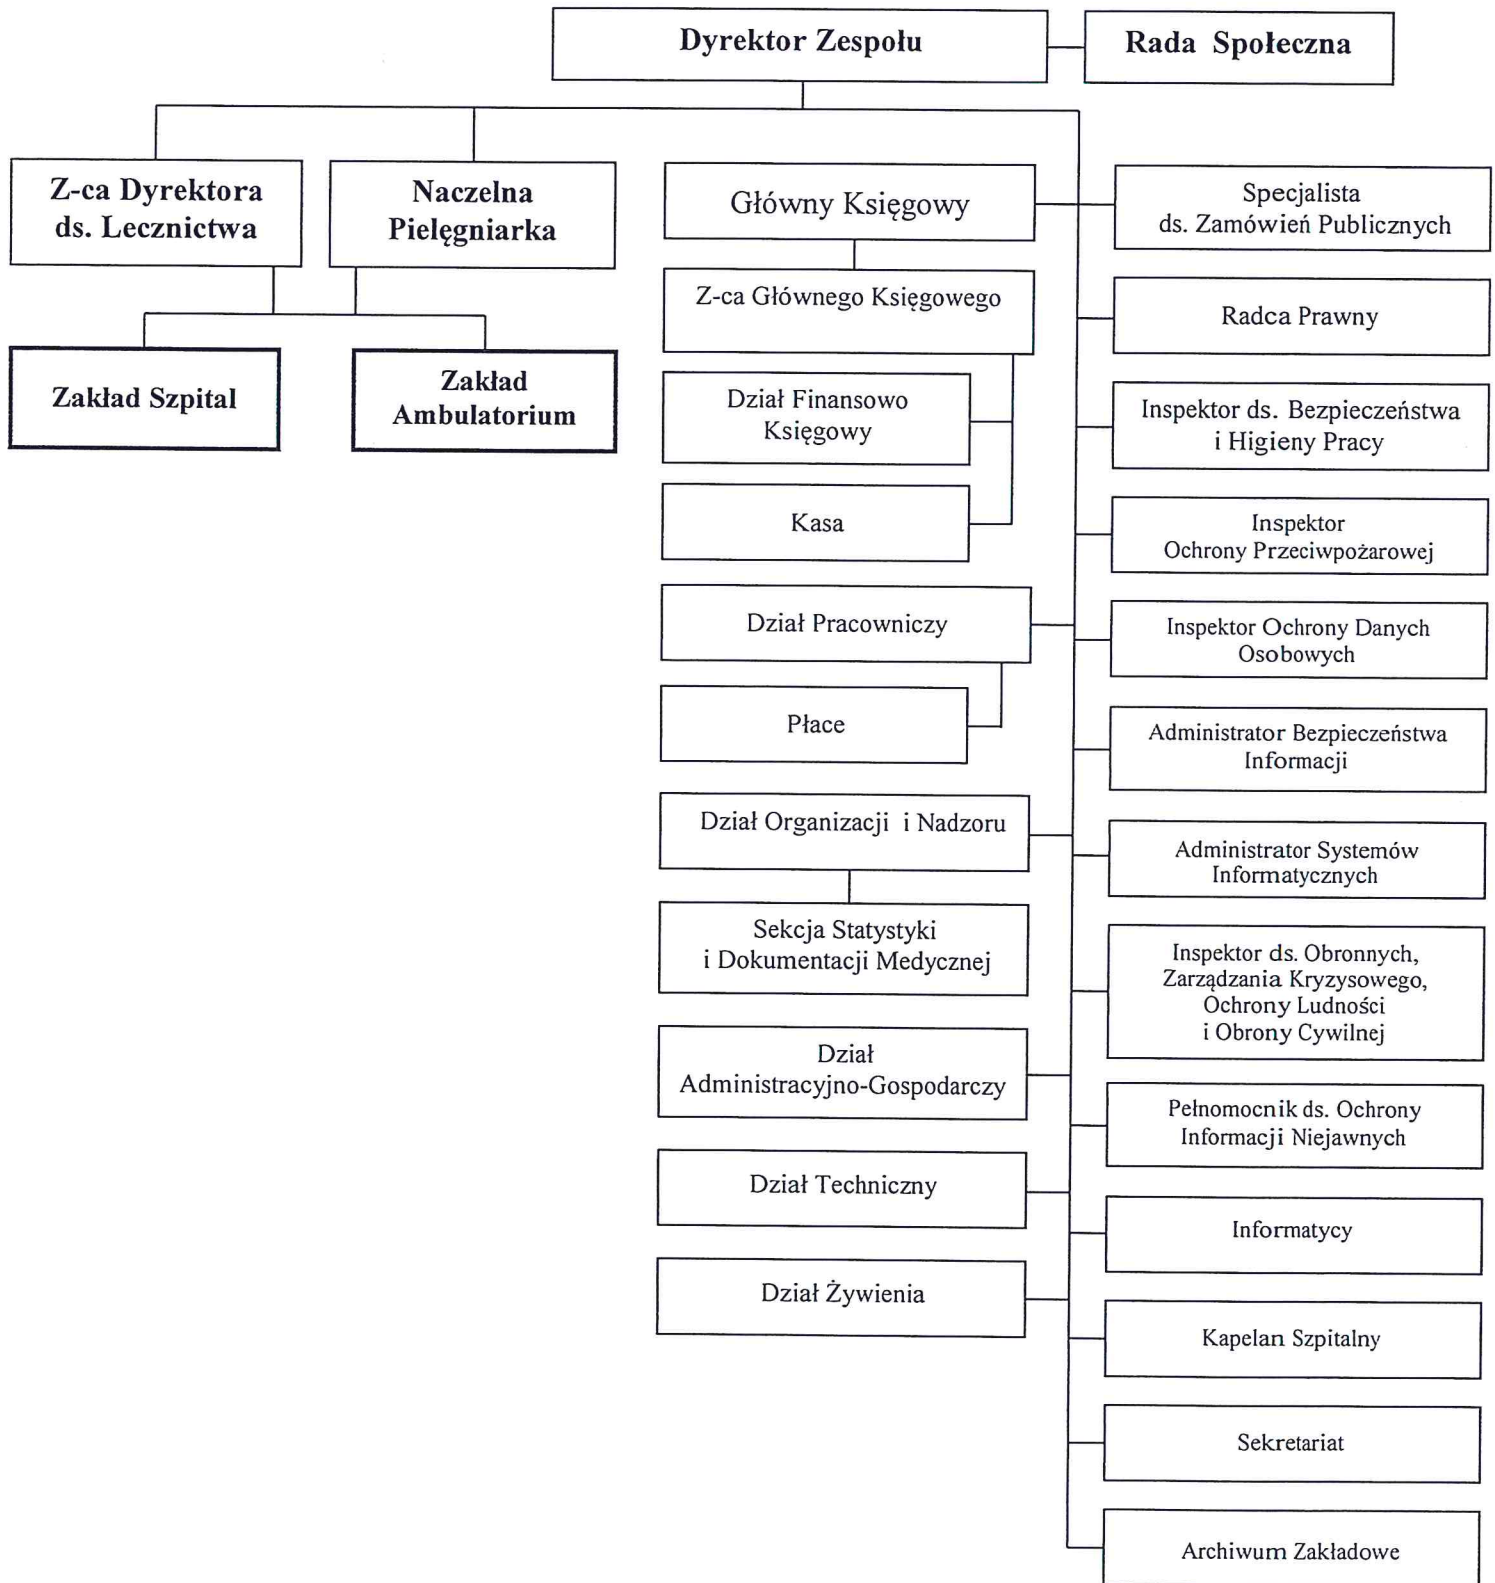 Dyrektor Zespołu
Rada Społeczna
Z-ca Dyrektora
ds. Lecznictwa
Naczelna
Pielęgniarka
Zakład Szpital
Zakład
Ambulatorium
Główny Księgowy
Z-ca Głównego Księgowego
Dział Finansowo
Księgowy
Kasa
Dział Pracowniczy
Płace
Dział Organizacji i Nadzoru
Sekcja Statystyki
i Dokumentacji Medycznej
Dział
Administracyjno-Gospodarczy
Dział Techniczny
Dział Żywienia
Specjalista
ds. Zamówień Publicznych
Radca Prawny
Inspektor ds. Bezpieczeństwa
i Higieny Pracy
Inspektor
Ochrony Przeciwpożarowej
Inspektor Ochrony Danych
Osobowych
Administrator Bezpieczeństwa
Informacji
Administrator Systemów
Informatycznych
Inspektor ds. Obronnych,
Zarządzania Kryzysowego,
Ochrony Ludności
i Obrony Cywilnej
Pełnomocnik ds. Ochrony
Informacji Niejawnych
Informatycy
Kapelan Szpitalny
Sekretariat
Archiwum Zakładowe